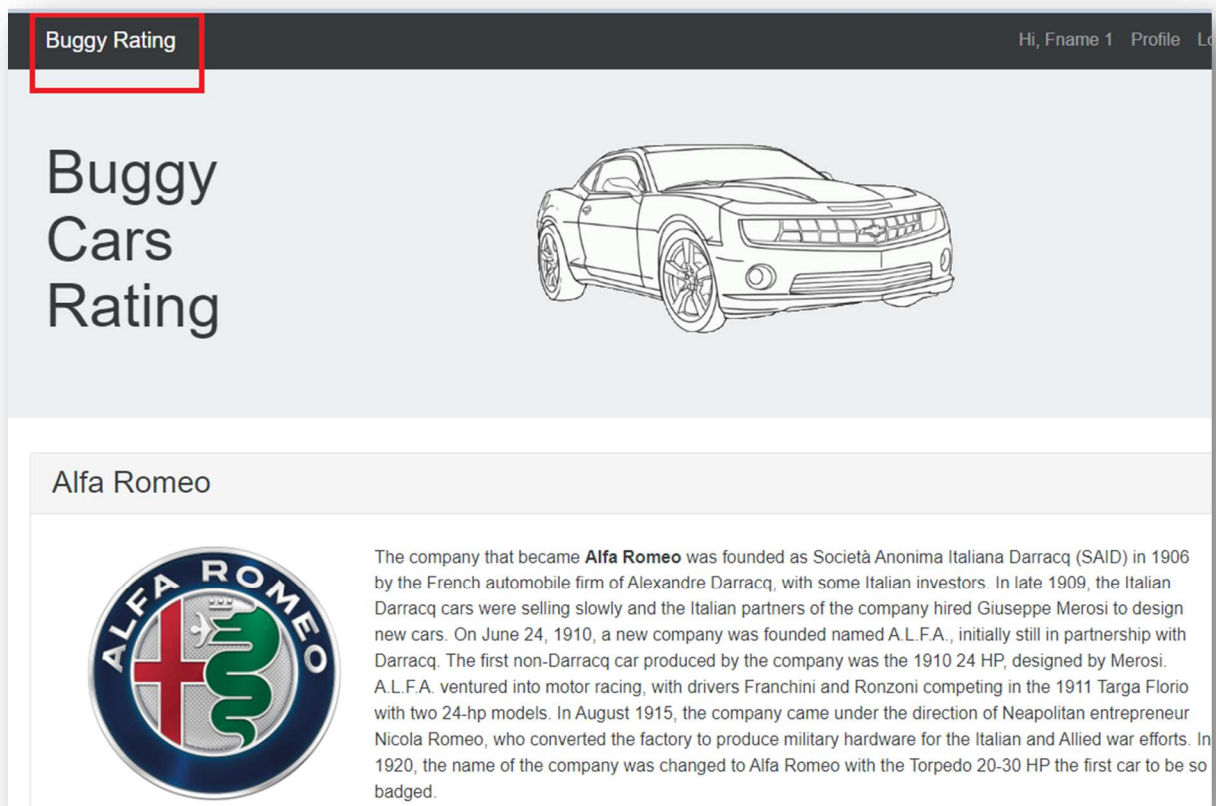 Buggy Rating
Hi, Fname 1 Profile
Buggy
Cars
Rating
Alfa Romeo
ALFA ROMEO
The company that became Alfa Romeo was founded as Società Anonima Italiana Darracq (SAID) in 1906
by the French automobile firm of Alexandre Darracq, with some Italian investors. In late 1909, the Italian
Darracq cars were selling slowly and the Italian partners of the company hired Giuseppe Merosi to design
new cars. On June 24, 1910, a new company was founded named A.L.F.A., initially still in partnership with
Darracq. The first non-Darracq car produced by the company was the 1910 24 HP, designed by Merosi.
A.L.F.A. ventured into motor racing, with drivers Franchini and Ronzoni competing in the 1911 Targa Florio
with two 24-hp models. In August 1915, the company came under the direction of Neapolitan entrepreneur
Nicola Romeo, who converted the factory to produce military hardware for the Italian and Allied war efforts. In
1920, the name of the company was changed to Alfa Romeo with the Torpedo 20-30 HP the first car to be so
badged.